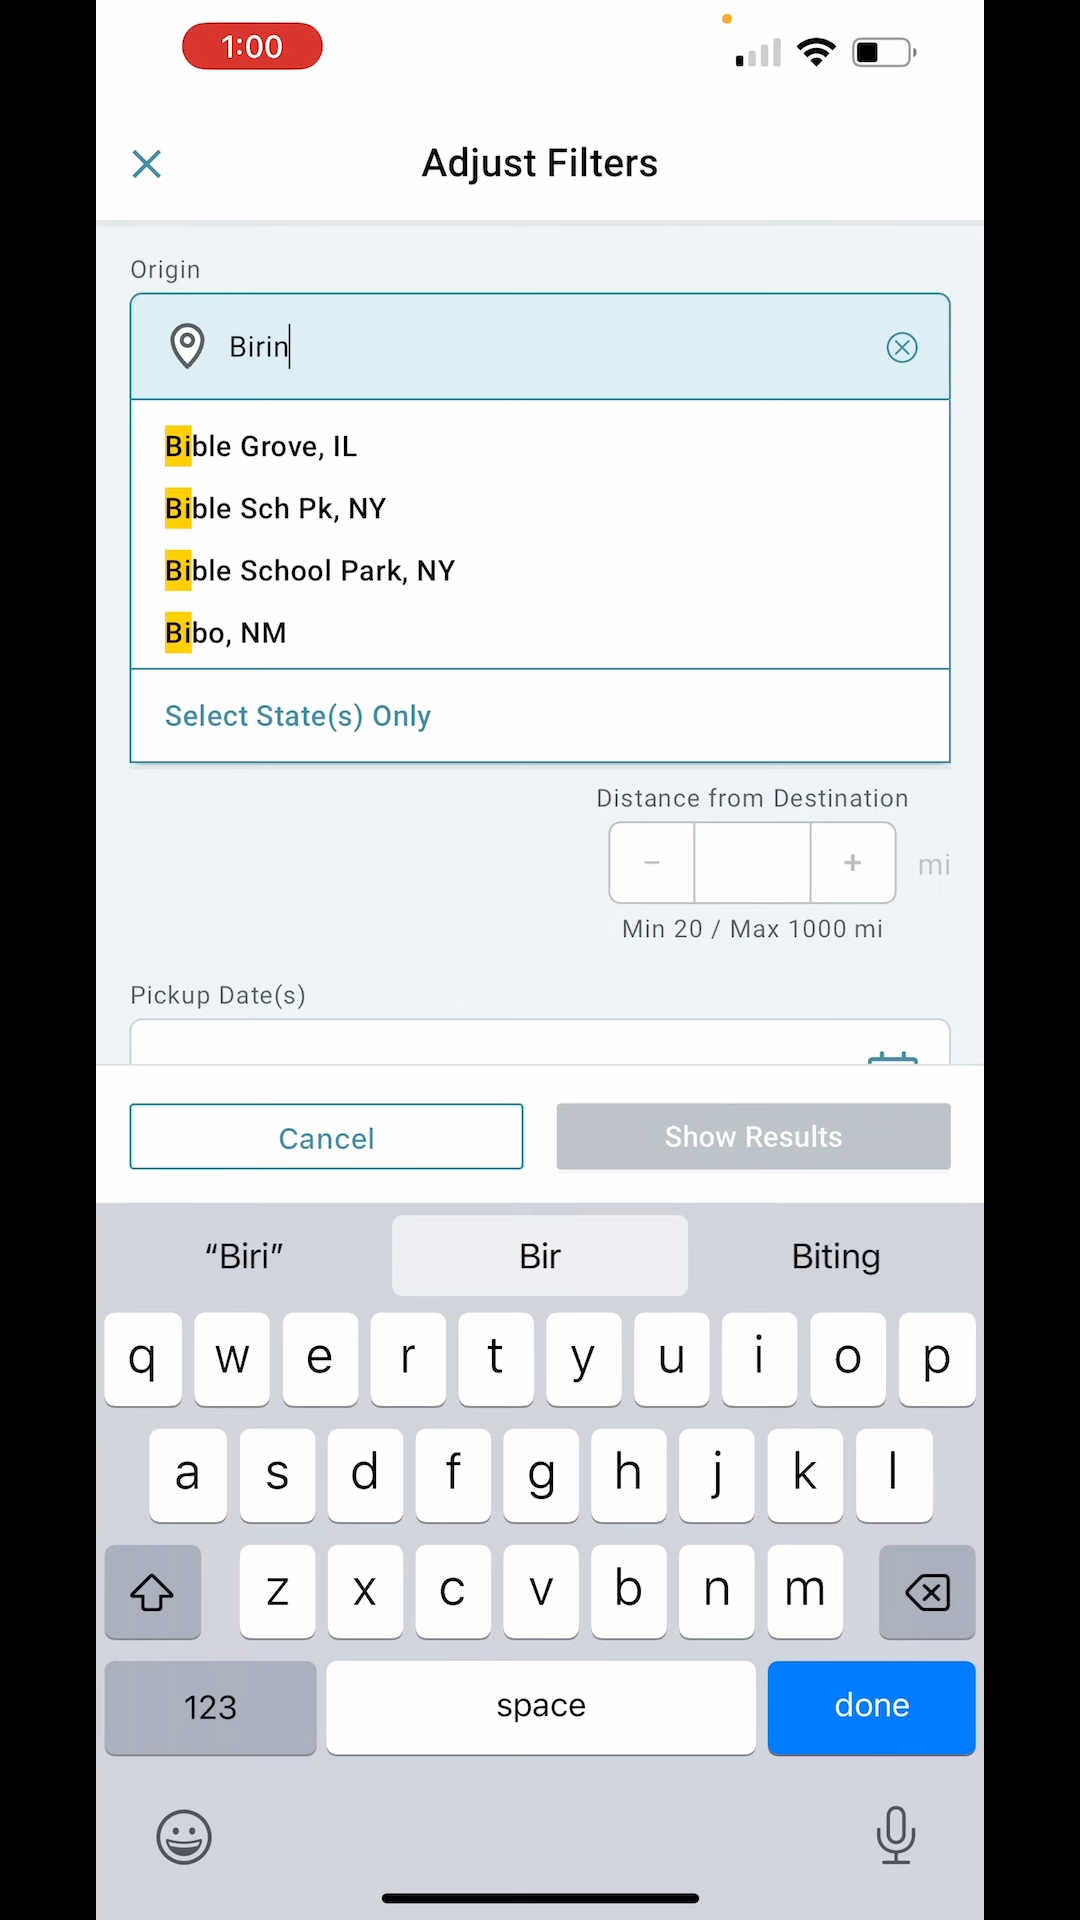 1:00
Adjust Filters
Origin
Birin
Bible Grove, IL
Bible Sch Pk, NY
Bible School Park, NY
Bibo, NM
Select State(s) Only
Distance from Destination
− + mi
Min 20 / Max 1000 mi
Pickup Date(s)
Cancel Show Results
“Biri” Bir Biting
q w e r t y u i o p
a s d f g h j k l
z x c v b n m
123 space done